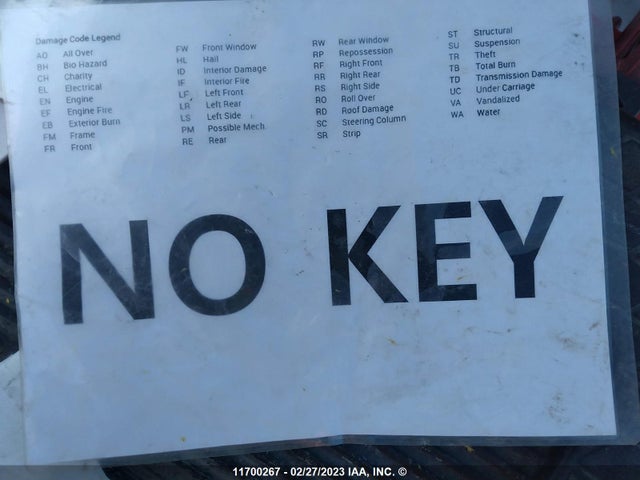 Damage Code Legend
AO All Over
BH Bio Hazard
CH Charity
EL Electrical
EN Engine
EF Engine Fire
EB Exterior Burn
FM Frame
FR Front
FW Front Window
HL Hail
ID Interior Damage
IF Interior Fire
LF Left Front
LR Left Rear
LS Left Side
PM Possible Mech.
RE Rear
RW Rear Window
RP Repossession
RF Right Front
RR Right Rear
RS Right Side
RO Roll Over
RD Roof Damage
SC Steering Column
SR Strip
ST Structural
SU Suspension
TR Theft
TB Total Burn
TD Transmission Damage
UC Under Carriage
VA Vandalized
WA Water
NO KEY
11700267 - 02/27/2023 IAA, INC. ©